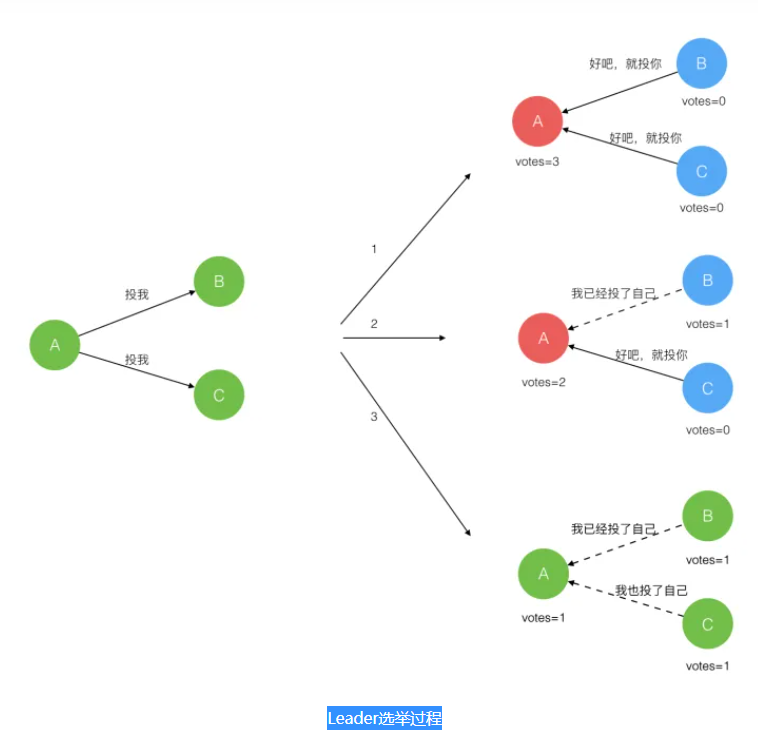 A
投我
投我
B
C
1
2
3
好吧，就投你
B
votes=0
A
votes=3
好吧，就投你
C
votes=0
我已经投了自己
B
votes=1
A
votes=2
好吧，就投你
C
votes=0
我已经投了自己
B
votes=1
A
votes=1
我也投了自己
C
votes=1
Leader选举过程